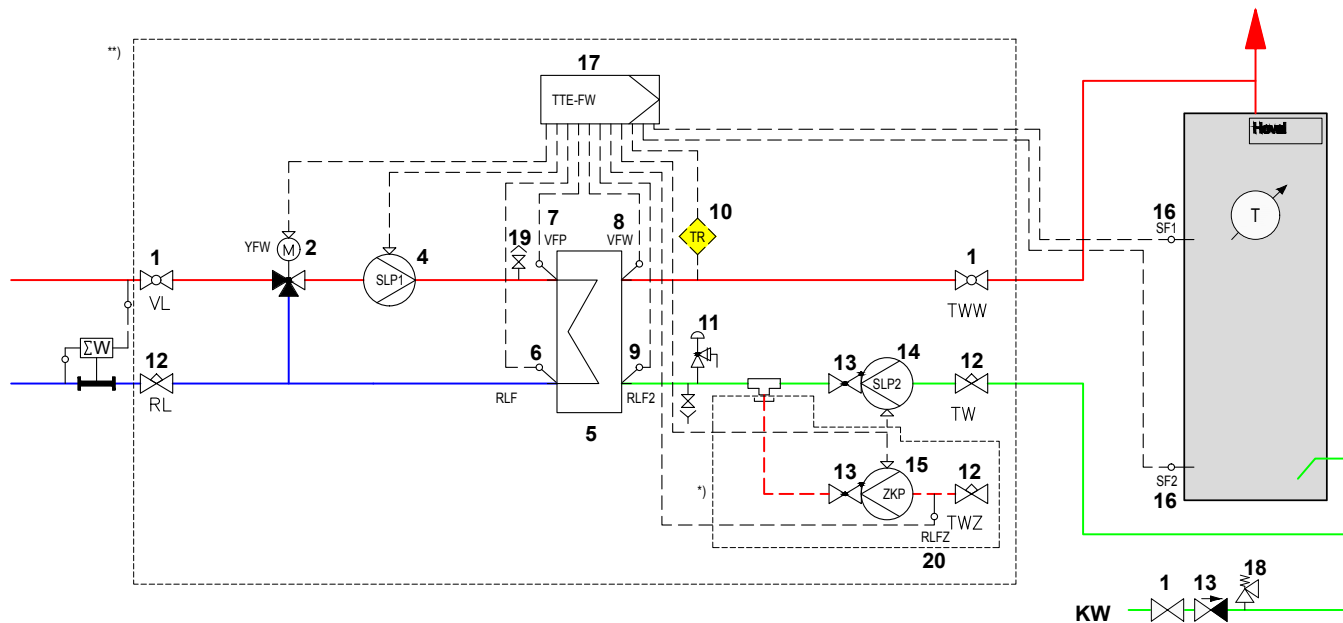 **)
17
TTE-FW
Hoval
T
16
SF1
7
VFP
8
VFW
10
TR
19
YFW
M
2
1
VL
SLP1
4
1
TWW
ΣW
12
RL
6
RLF
9
RLF2
5
11
13
14
SLP2
12
TW
*)
13
15
ZKP
12
TWZ
RLFZ
20
SF2
16
KW
1
13
18